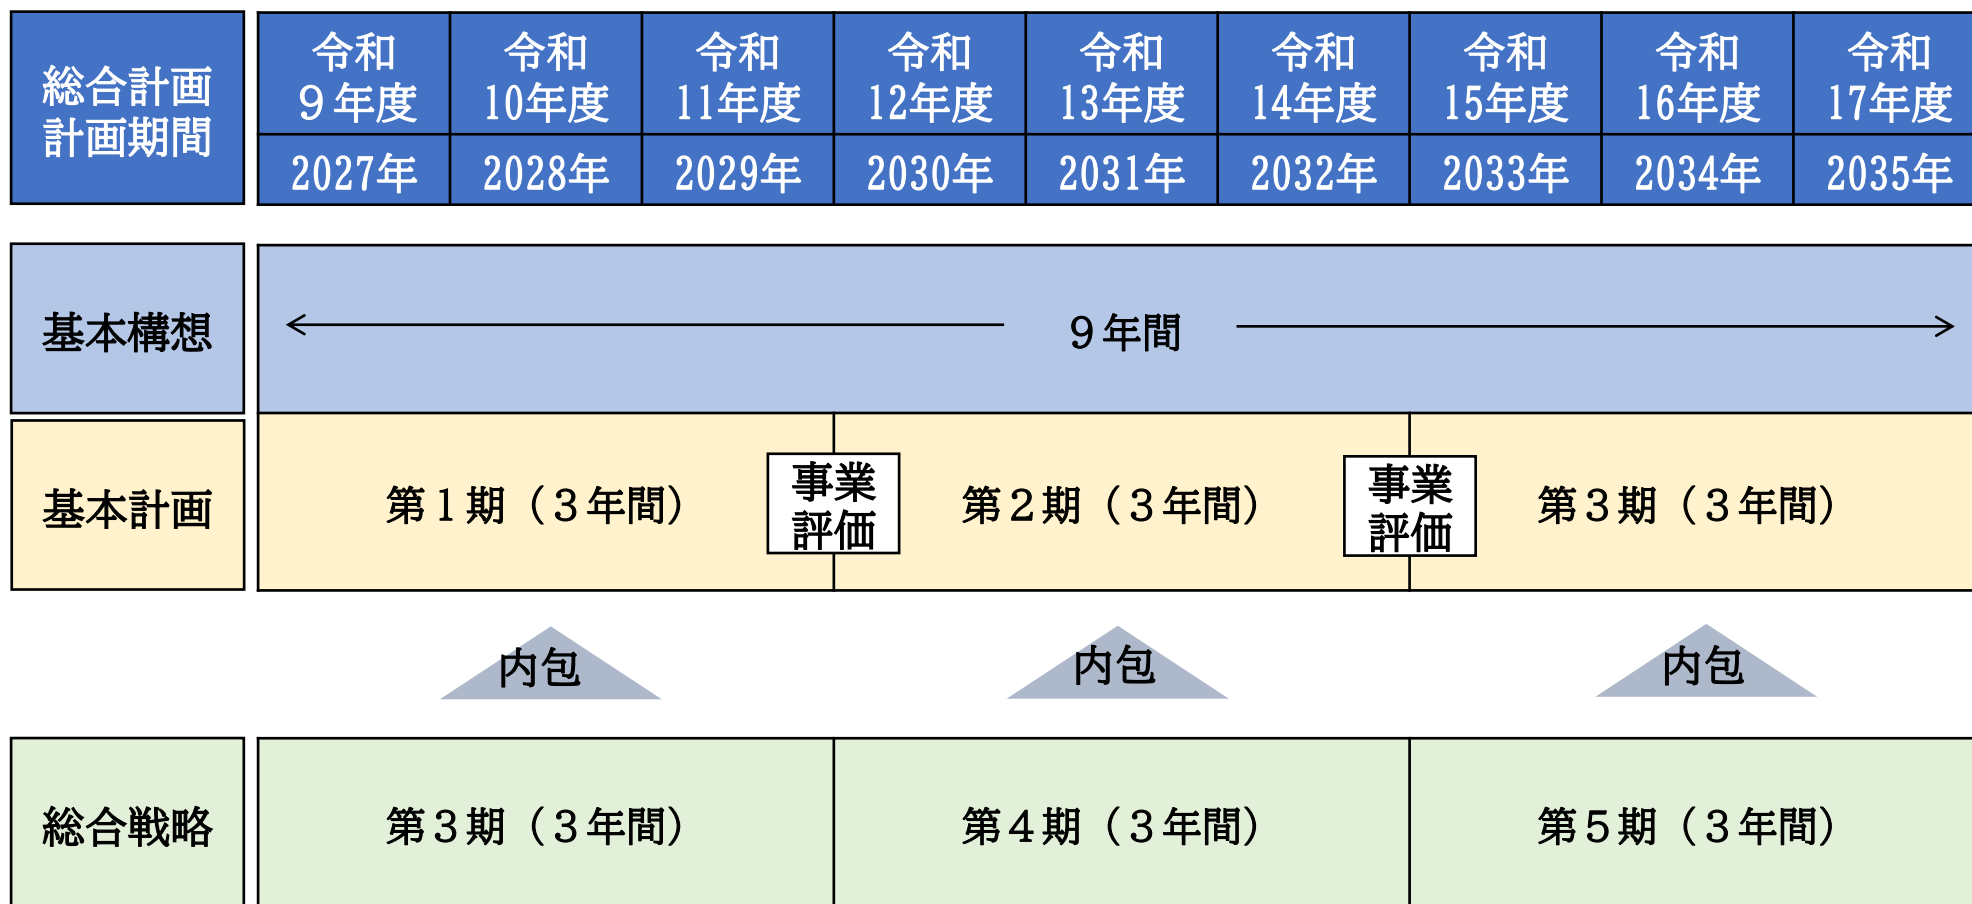 総合計画
計画期間
令和
９年度
令和
10年度
令和
11年度
令和
12年度
令和
13年度
令和
14年度
令和
15年度
令和
16年度
令和
17年度
2027年
2028年
2029年
2030年
2031年
2032年
2033年
2034年
2035年
基本構想
９年間
基本計画
第１期（３年間）
事業
評価
第２期（３年間）
事業
評価
第３期（３年間）
内包
内包
内包
総合戦略
第３期（３年間）
第４期（３年間）
第５期（３年間）